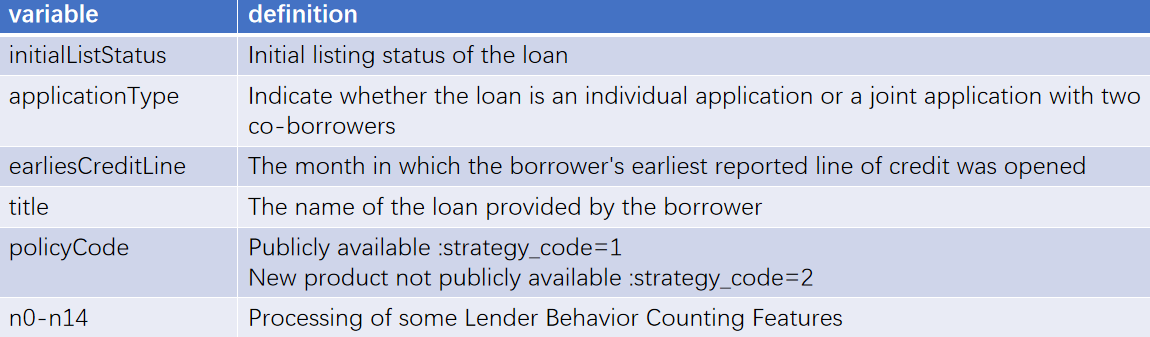 variable definition
initialListStatus Initial listing status of the loan
applicationType Indicate whether the loan is an individual application or a joint application with two
co-borrowers
earliesCreditLine The month in which the borrower's earliest reported line of credit was opened
title The name of the loan provided by the borrower
policyCode Publicly available :strategy_code=1
New product not publicly available :strategy_code=2
n0-n14 Processing of some Lender Behavior Counting Features